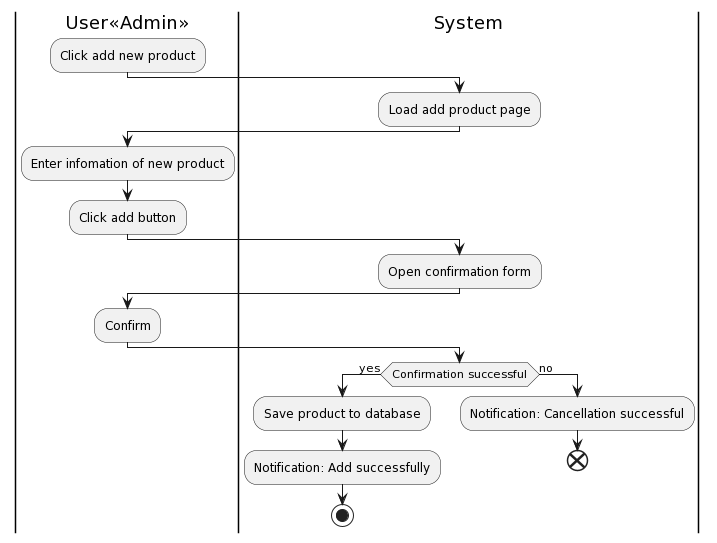 User«Admin»
System
Click add new product
Load add product page
Enter infomation of new product
Click add button
Open confirmation form
Confirm
yes
Confirmation successful
no
Save product to database
Notification: Cancellation successful
Notification: Add successfully